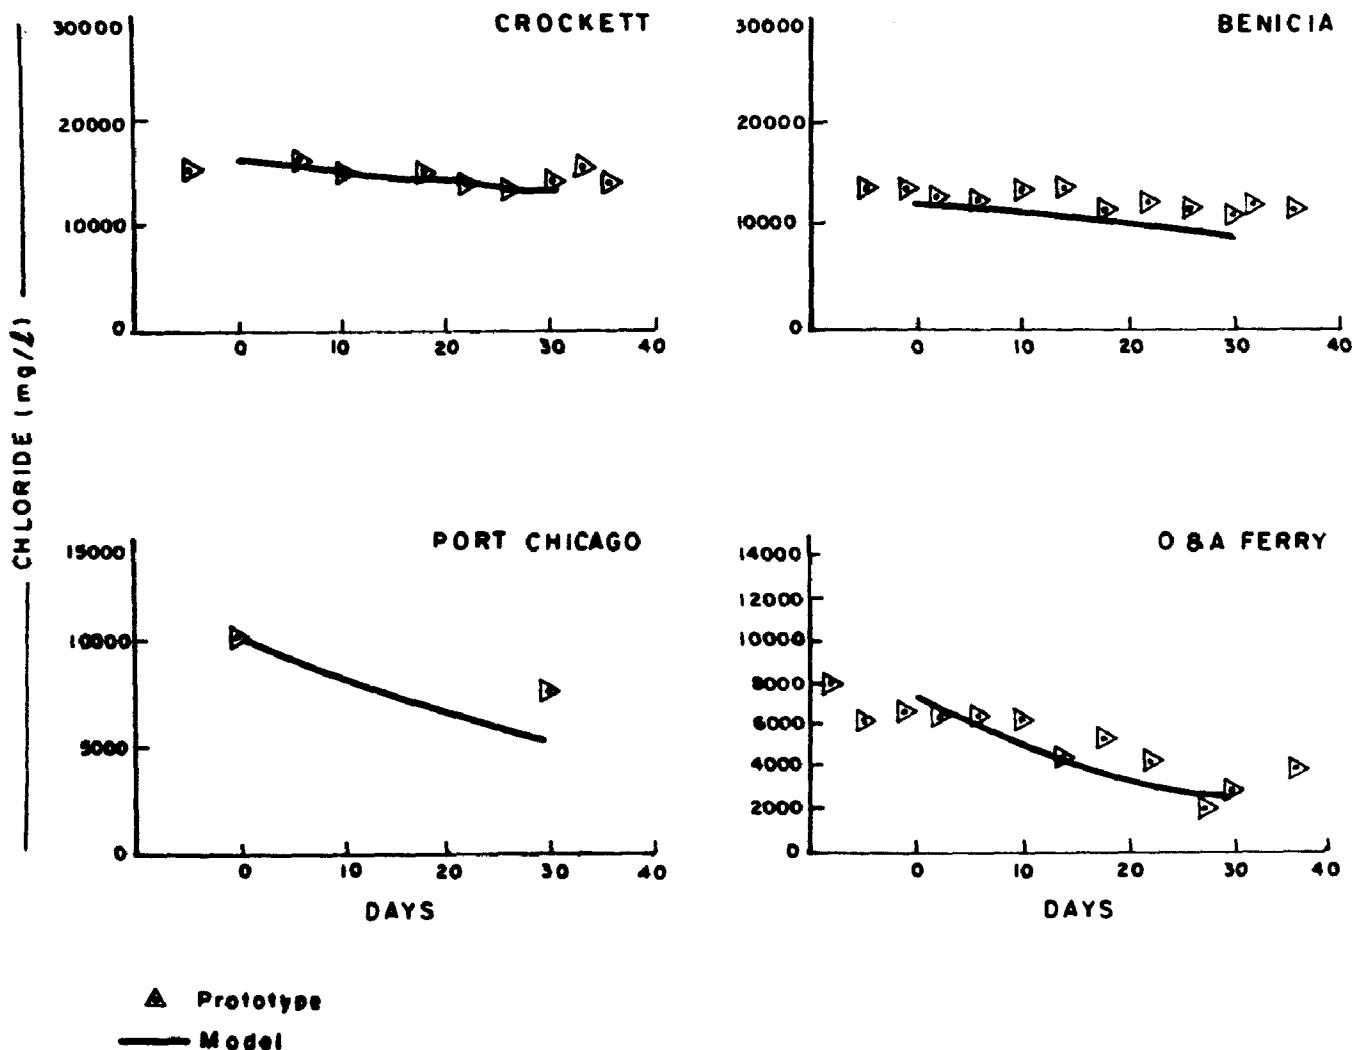 CROCKETT
30000
20000
10000
0
0 10 20 30 40
BENICIA
30000
20000
10000
0
0 10 20 30 40
CHLORIDE (mg/ℓ)
PORT CHICAGO
15000
10000
5000
0
0 10 20 30 40
DAYS
O & A FERRY
14000
12000
10000
8000
6000
4000
2000
0
0 10 20 30 40
DAYS
Prototype
Model